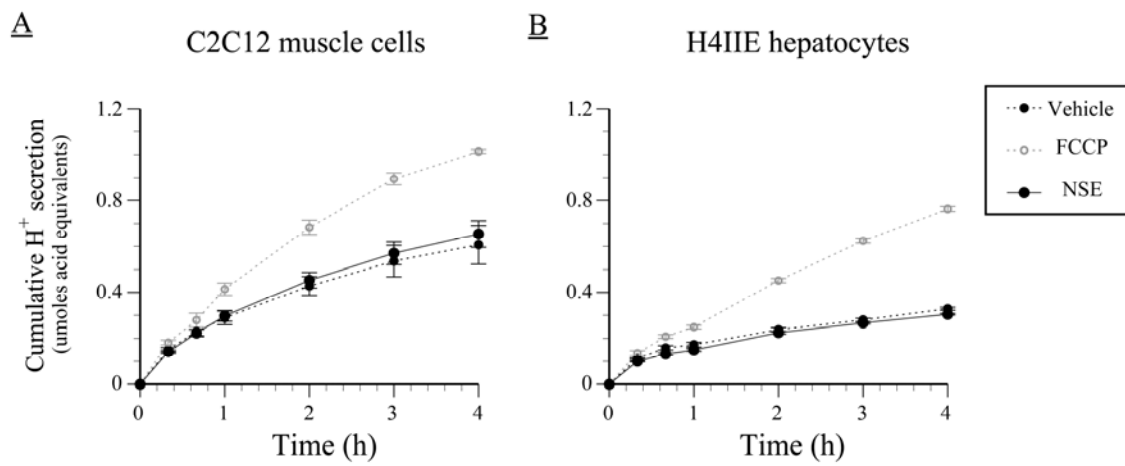 A
C2C12 muscle cells
B
H4IIE hepatocytes
Cumulative H+ secretion
(umoles acid equivalents)
1.2
0.8
0.4
0
0 1 2 3 4
Time (h)
1.2
0.8
0.4
0
0 1 2 3 4
Time (h)
Vehicle
FCCP
NSE